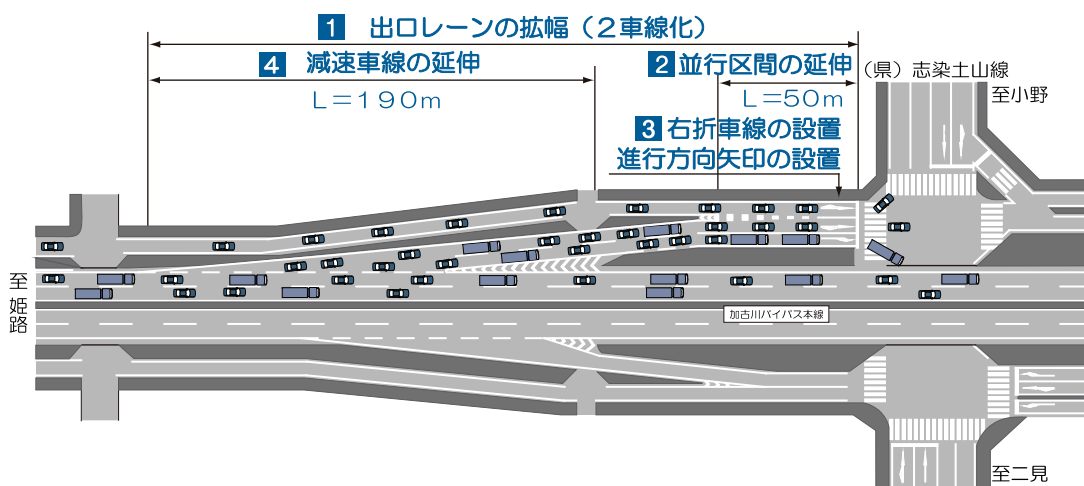 1 出口レーンの拡幅（２車線化）
4 減速車線の延伸
Ｌ＝190ｍ
2 並行区間の延伸
Ｌ＝50ｍ
（県）志染土山線
至小野
3 右折車線の設置
進行方向矢印の設置
至姫路
加古川バイパス本線
至二見